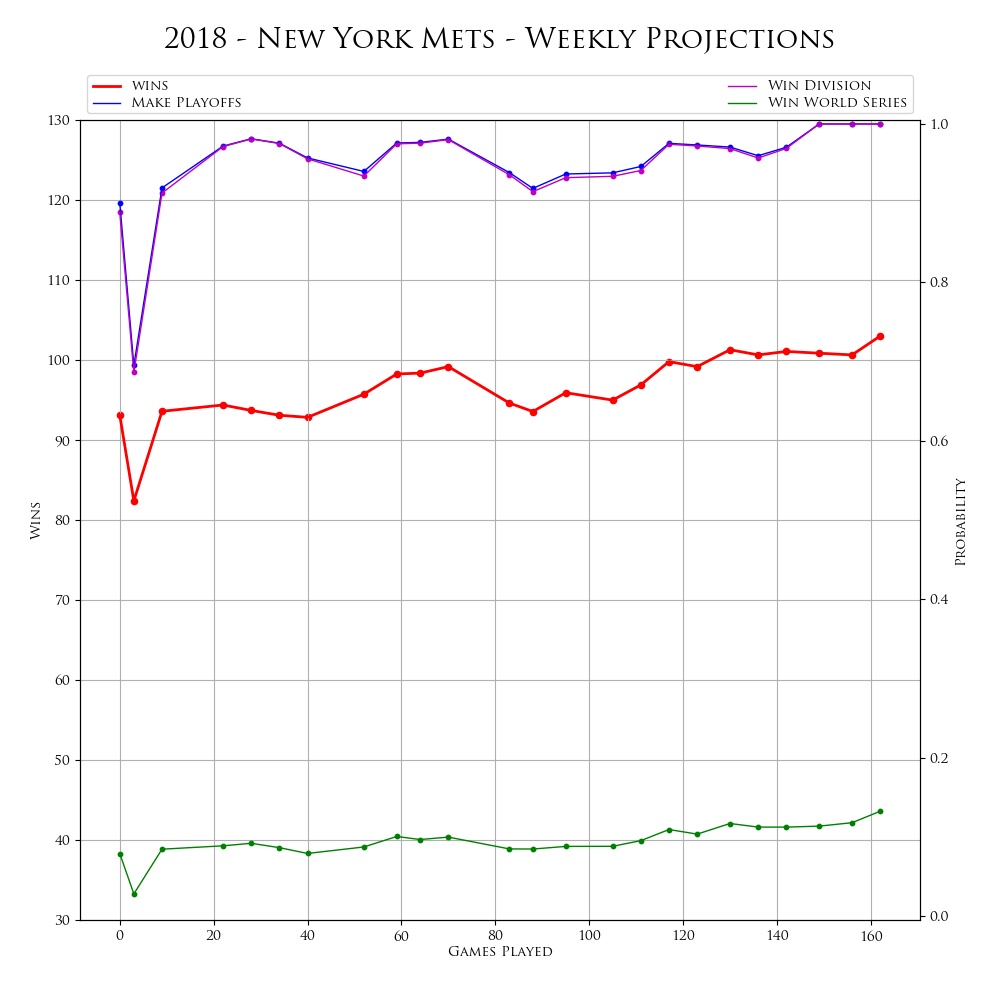 2018 - New York Mets - Weekly Projections
wins
Make Playoffs
Win Division
Win World Series
130
120
110
100
90
80
70
60
50
40
30
Wins
1.0
0.8
0.6
0.4
0.2
0.0
Probability
0 20 40 60 80 100 120 140 160
Games Played